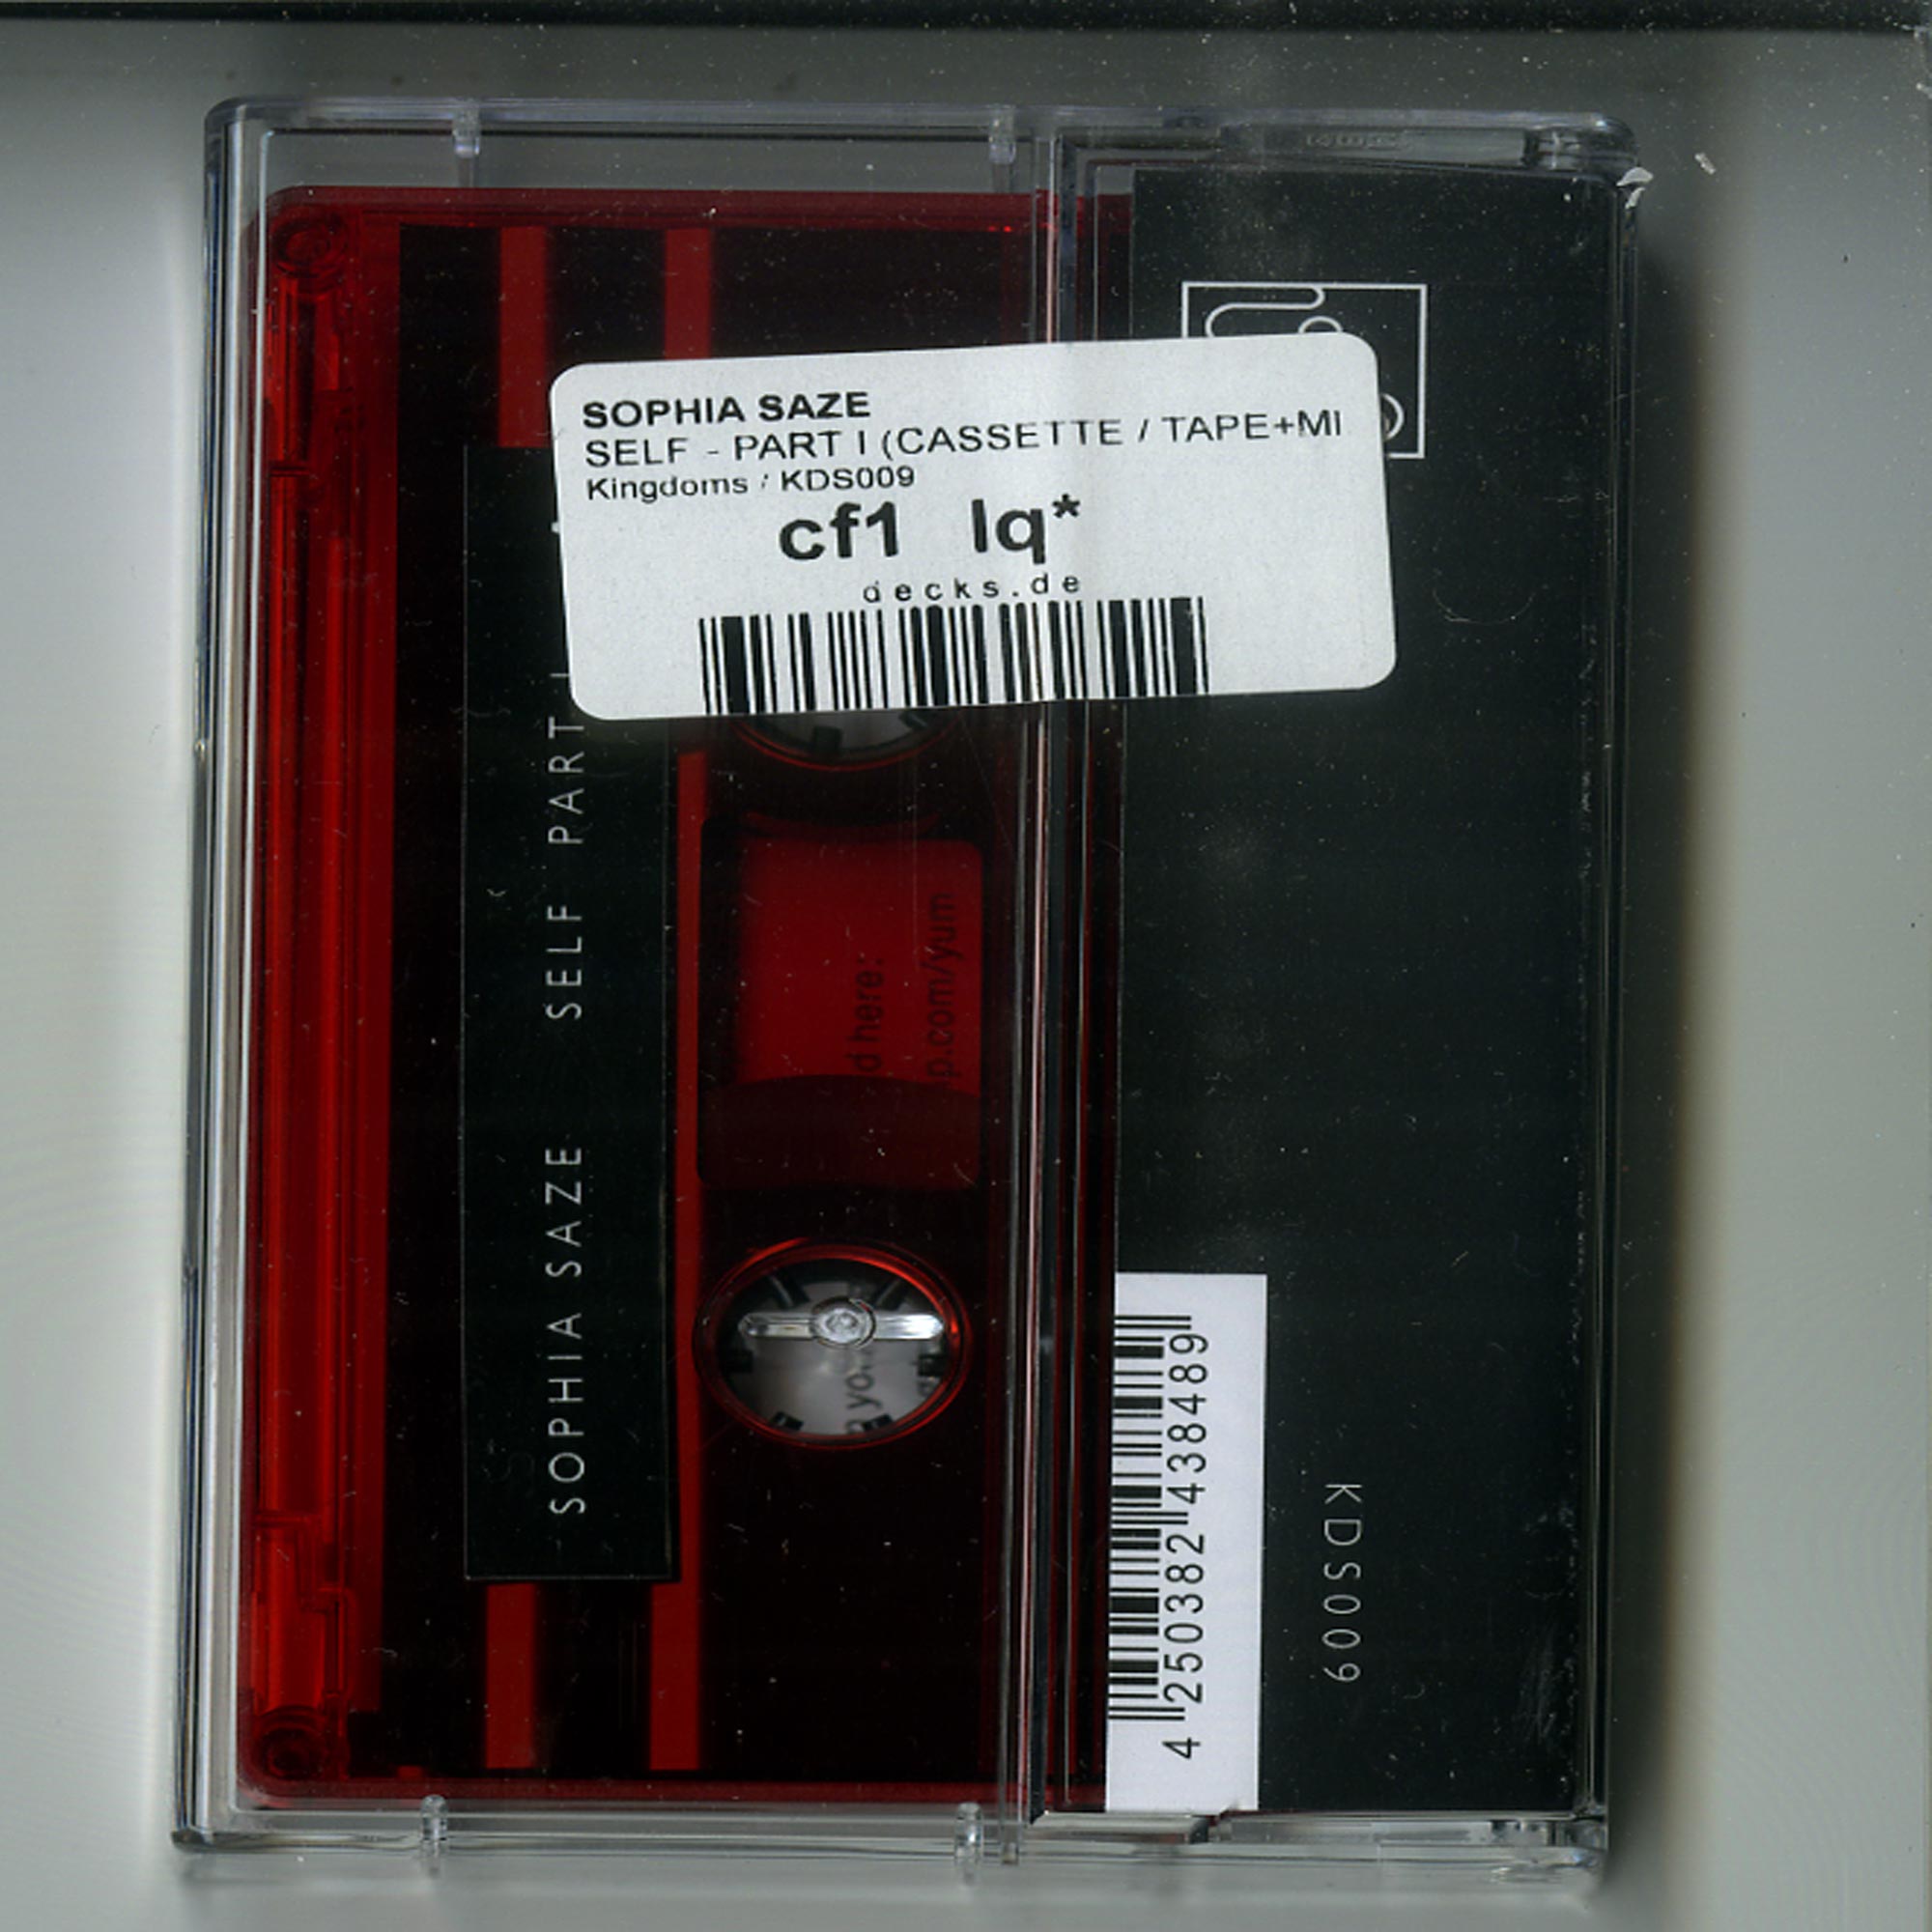 SOPHIA SAZE
SELF - PART I (CASSETTE / TAPE+MI
Kingdoms / KDS009
cf1 lq*
decks.de
SOPHIA SAZE SELF PART I
d here:
p.com/yum
yo
4 250382 438489
KDS009